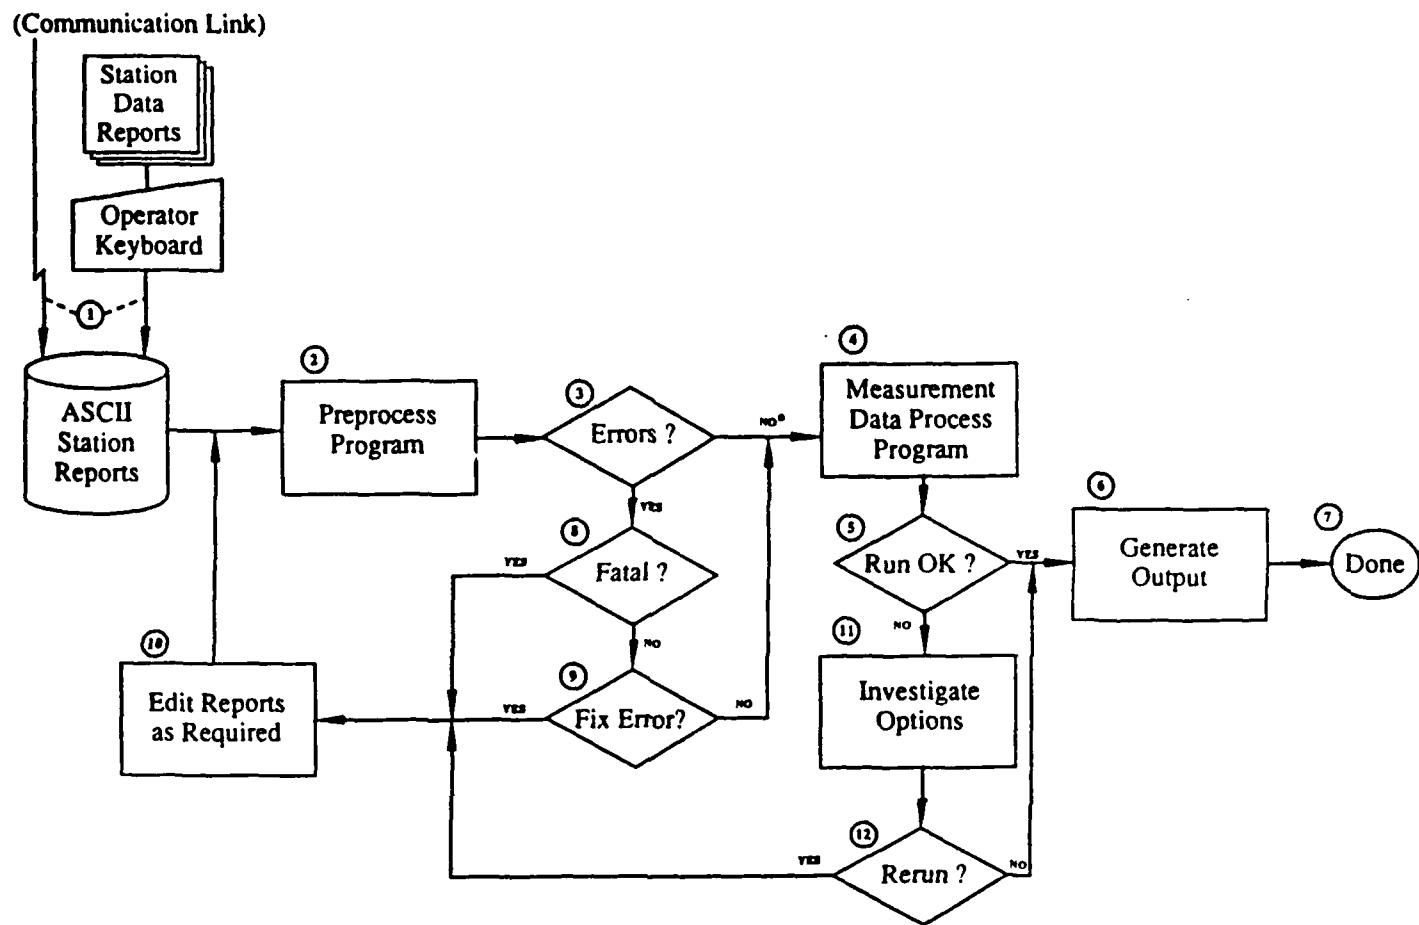 (Communication Link)
Station
Data
Reports
Operator
Keyboard
1
ASCII
Station
Reports
2
Preprocess
Program
3
Errors ?
NO*
4
Measurement
Data Process
Program
YES
8
Fatal ?
YES
NO
9
Fix Error?
YES
NO
10
Edit Reports
as Required
5
Run OK ?
YES
NO
6
Generate
Output
7
Done
11
Investigate
Options
12
Rerun ?
YES
NO